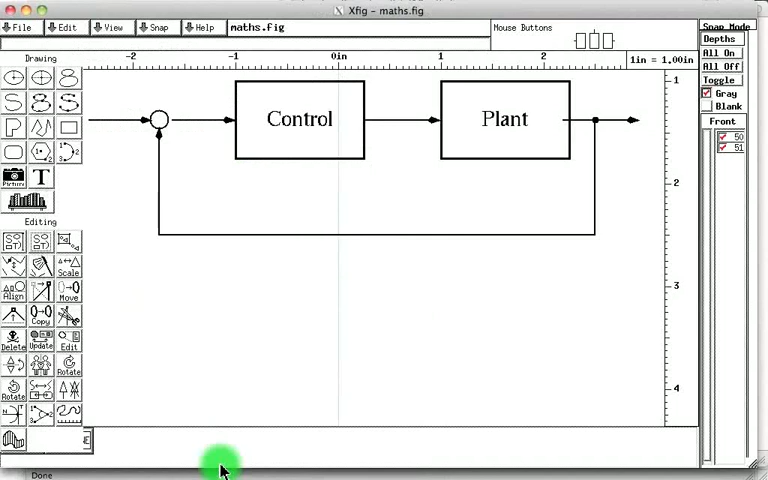 Xfig - maths.fig
File Edit View Snap Help maths.fig
Mouse Buttons
Snap Mode
-2 -1 0in 1 2 1in = 1.00in
Depths
All On
All Off
Toggle
Gray
Blank
Front
50
51
Drawing
Picture T
Editing
Scale
Align Move
Copy
Delete Update Edit
Rotate
Rotate
Control Plant
1
2
3
4
Done